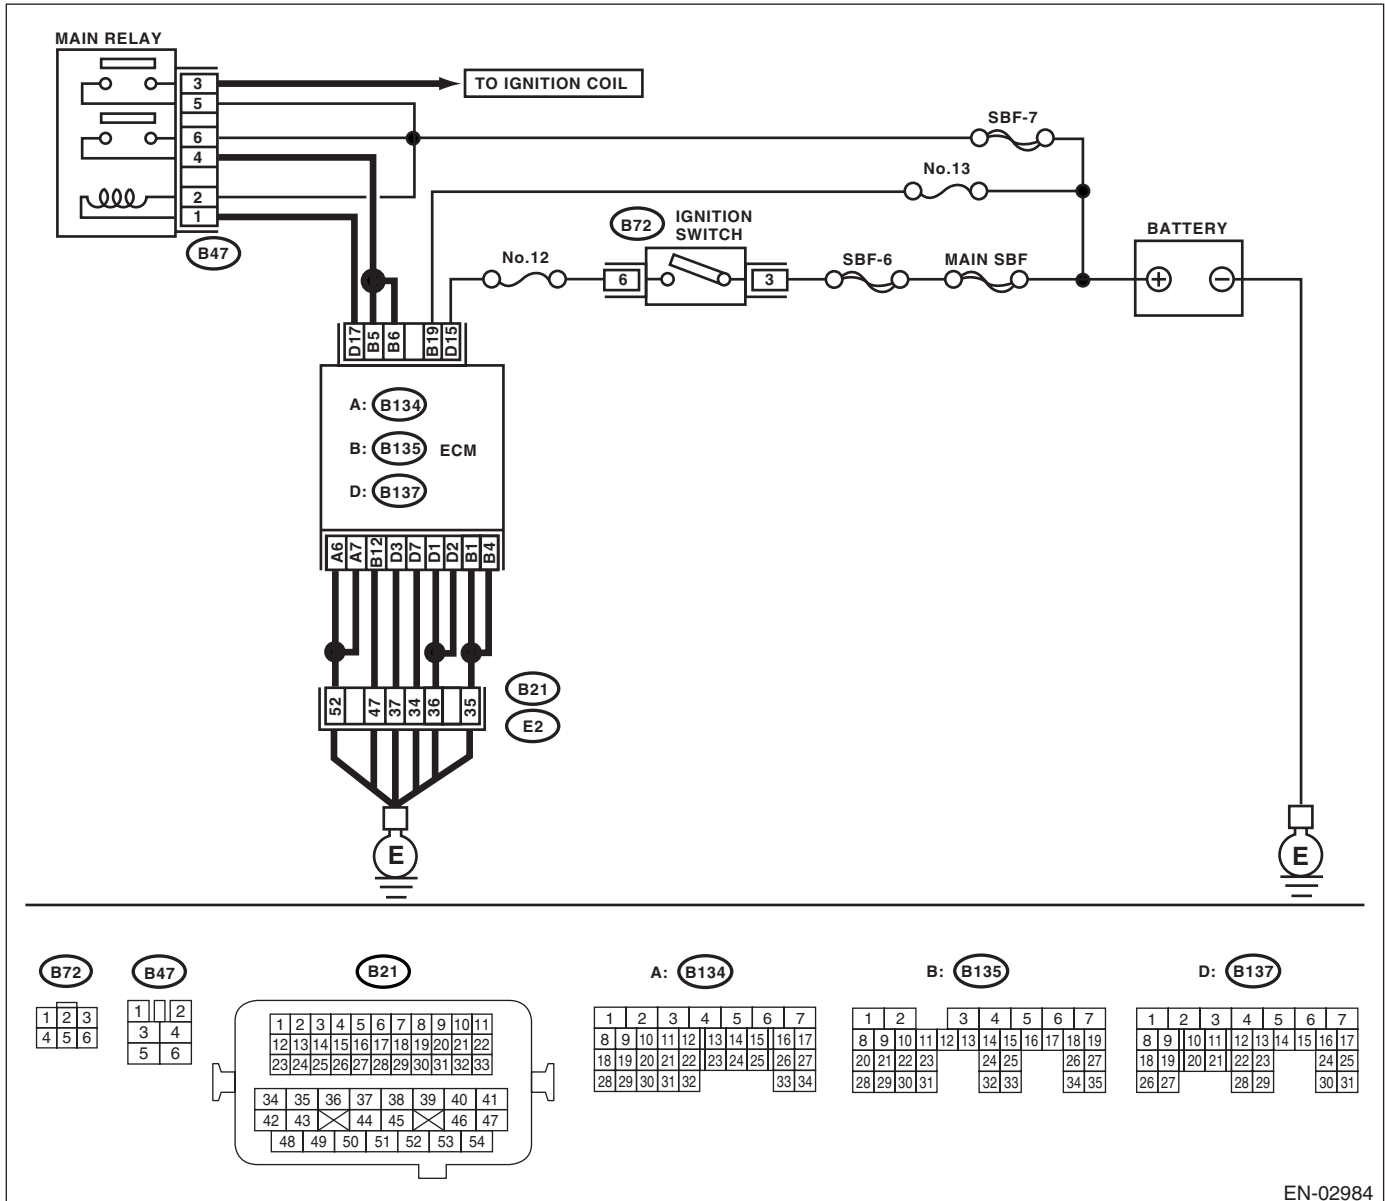 MAIN RELAY
3
5
6
4
2
1
B47
TO IGNITION COIL
SBF-7
No.13
B72
IGNITION
SWITCH
No.12
6
3
SBF-6
MAIN SBF
BATTERY
+
−
D17
B5
B6
B19
D15
A: B134
B: B135
ECM
D: B137
A6
A7
B12
D3
D7
D1
D2
B1
B4
52
47
37
34
36
35
B21
E2
E
E
B72
1 2 3
4 5 6
B47
1 2
3 4
5 6
B21
1 2 3 4 5 6 7 8 9 10 11
12 13 14 15 16 17 18 19 20 21 22
23 24 25 26 27 28 29 30 31 32 33
34 35 36 37 38 39 40 41
42 43 44 45 46 47
48 49 50 51 52 53 54
A: B134
1 2 3 4 5 6 7
8 9 10 11 12 13 14 15 16 17
18 19 20 21 22 23 24 25 26 27
28 29 30 31 32 33 34
B: B135
1 2 3 4 5 6 7
8 9 10 11 12 13 14 15 16 17 18 19
20 21 22 23 24 25 26 27
28 29 30 31 32 33 34 35
D: B137
1 2 3 4 5 6 7
8 9 10 11 12 13 14 15 16 17
18 19 20 21 22 23 24 25
26 27 28 29 30 31
EN-02984